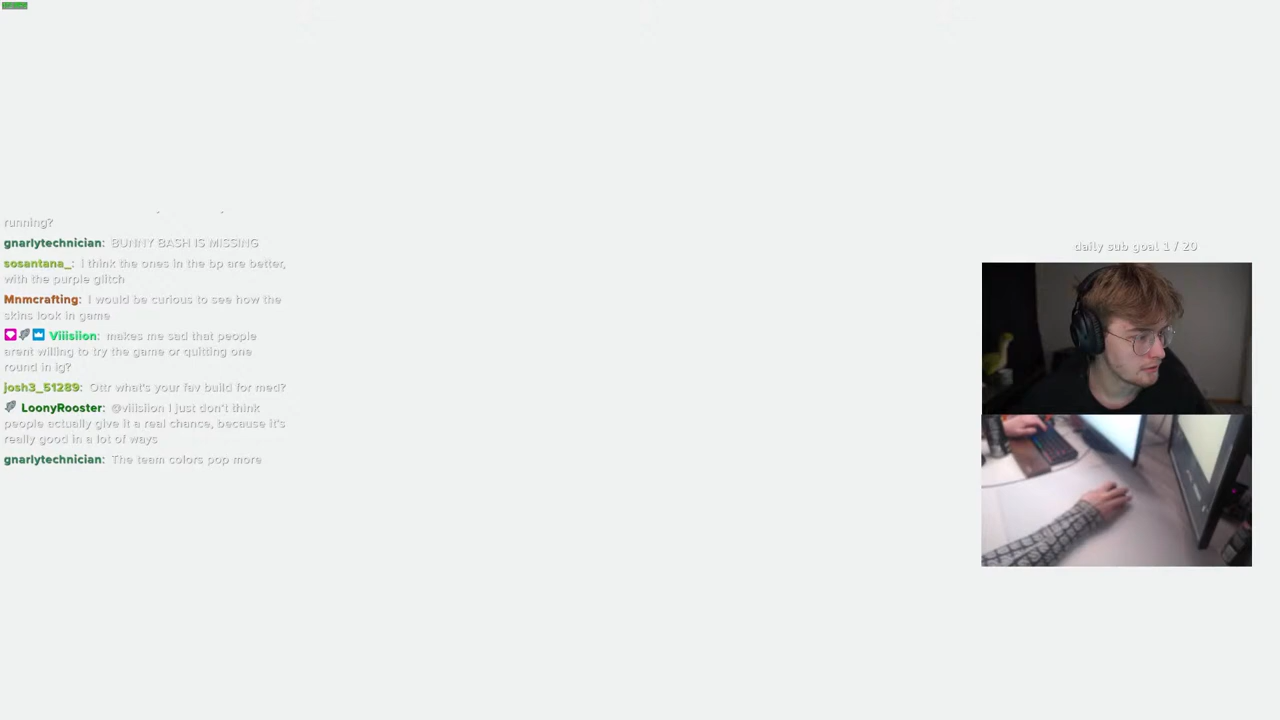 running?
gnarlytechnician: BUNNY BASH IS MISSING
sosantana_: I think the ones in the bp are better,
with the purple glitch
Mnmcrafting: I would be curious to see how the
skins look in game
Viiisiion: makes me sad that people
arent willing to try the game or quitting one
round in ig?
josh3_51289: Ottr what's your fav build for med?
LoonyRooster: @viiisiion I just don't think
people actually give it a real chance, because it's
really good in a lot of ways
gnarlytechnician: The team colors pop more
daily sub goal 1 / 20